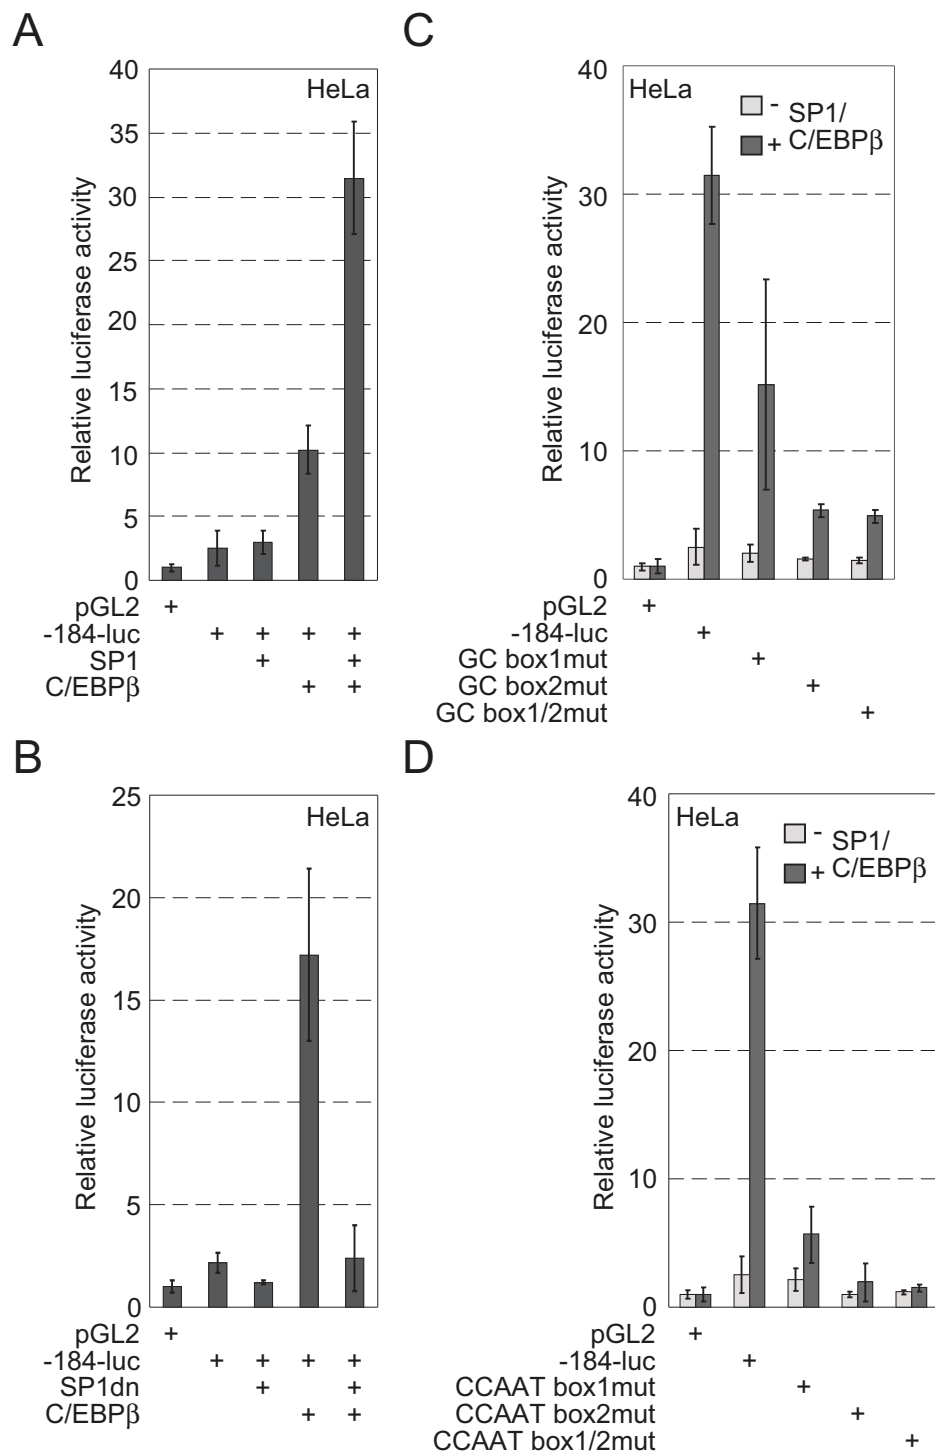 A
Relative luciferase activity
40
35
30
25
20
15
10
5
0
HeLa
pGL2 +
-184-luc + + + +
SP1 + +
C/EBPβ + +
C
Relative luciferase activity
40
30
20
10
0
HeLa
- SP1/
+ C/EBPβ
pGL2 +
-184-luc +
GC box1mut +
GC box2mut +
GC box1/2mut +
B
Relative luciferase activity
25
20
15
10
5
0
HeLa
pGL2 +
-184-luc + + + +
SP1dn + +
C/EBPβ + +
D
Relative luciferase activity
40
30
20
10
0
HeLa
- SP1/
+ C/EBPβ
pGL2 +
-184-luc +
CCAAT box1mut +
CCAAT box2mut +
CCAAT box1/2mut +